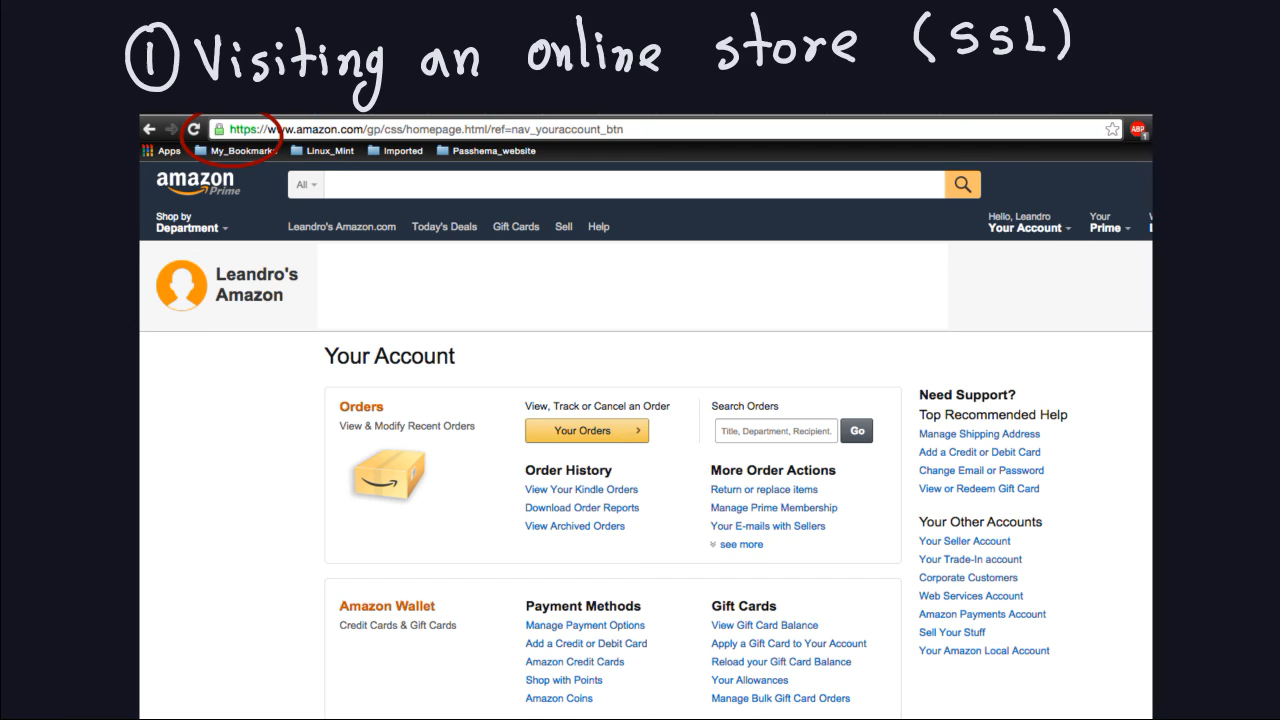 ① Visiting an online store (SSL)
https://www.amazon.com/gp/css/homepage.html/ref=nav_youraccount_btn
ABP
1
Apps My_Bookmark Linux_Mint Imported Passhema_website
amazon
Prime
All
Shop by
Department
Leandro's Amazon.com Today's Deals Gift Cards Sell Help
Hello, Leandro
Your Account
Your
Prime
Leandro's
Amazon
Your Account
Orders
View & Modify Recent Orders
View, Track or Cancel an Order
Your Orders
Search Orders
Title, Department, Recipient. Go
Order History
View Your Kindle Orders
Download Order Reports
View Archived Orders
More Order Actions
Return or replace items
Manage Prime Membership
Your E-mails with Sellers
see more
Need Support?
Top Recommended Help
Manage Shipping Address
Add a Credit or Debit Card
Change Email or Password
View or Redeem Gift Card
Your Other Accounts
Your Seller Account
Your Trade-In account
Corporate Customers
Web Services Account
Amazon Payments Account
Sell Your Stuff
Your Amazon Local Account
Amazon Wallet
Credit Cards & Gift Cards
Payment Methods
Manage Payment Options
Add a Credit or Debit Card
Amazon Credit Cards
Shop with Points
Amazon Coins
Gift Cards
View Gift Card Balance
Apply a Gift Card to Your Account
Reload your Gift Card Balance
Your Allowances
Manage Bulk Gift Card Orders